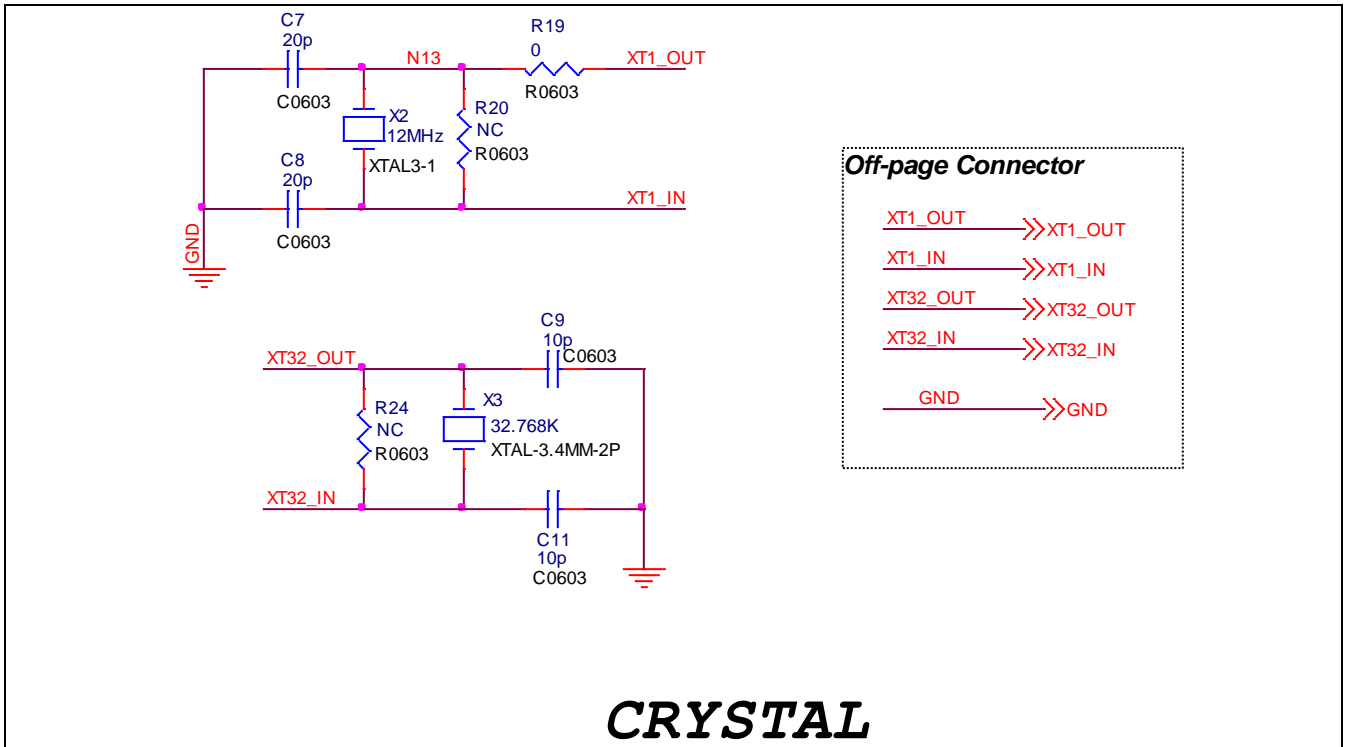 C7
20p
C0603
N13
R19
0
R0603
XT1_OUT
X2
12MHz
XTAL3-1
R20
NC
R0603
C8
20p
C0603
XT1_IN
GND
XT32_OUT
C9
10p
C0603
R24
NC
R0603
X3
32.768K
XTAL-3.4MM-2P
XT32_IN
C11
10p
C0603
Off-page Connector
XT1_OUT XT1_OUT
XT1_IN XT1_IN
XT32_OUT XT32_OUT
XT32_IN XT32_IN
GND GND
CRYSTAL